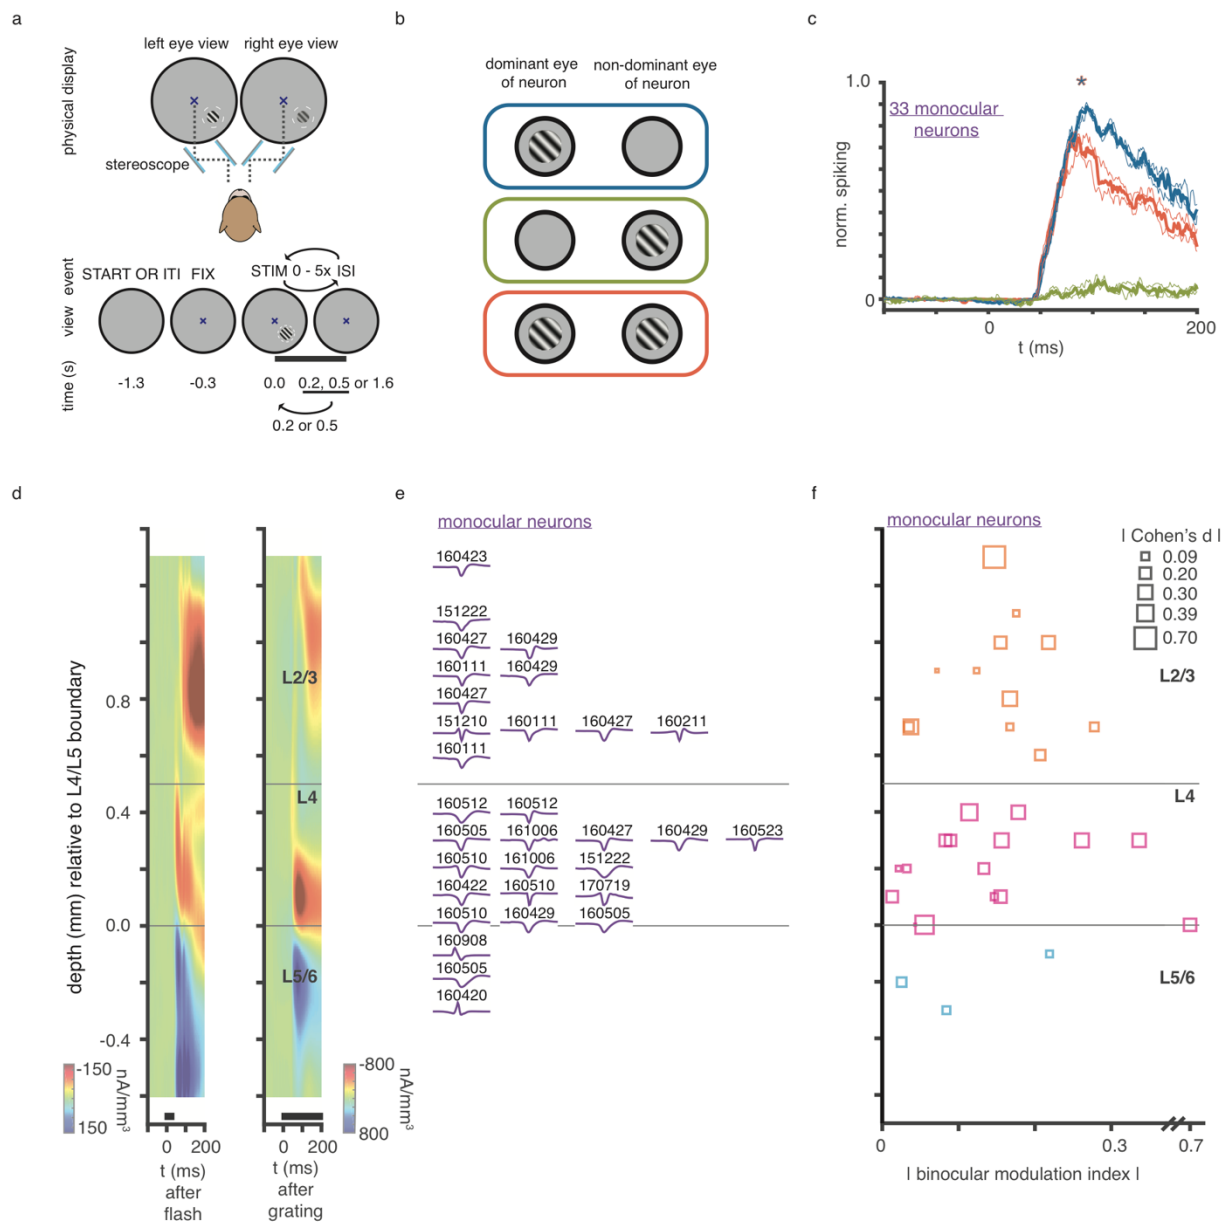 a
left eye view
right eye view
physical display
stereoscope
event
START OR ITI
FIX
STIM 0 - 5x ISI
view
time (s)
-1.3
-0.3
0.0
0.2, 0.5 or 1.6
0.2 or 0.5
b
dominant eye
of neuron
non-dominant eye
of neuron
c
1.0
*
33 monocular
neurons
norm. spiking
0
0
200
t (ms)
d
depth (mm) relative to L4/L5 boundary
0.8
0.4
0.0
-0.4
L2/3
L4
L5/6
-150
150
nA/mm³
-800
800
nA/mm³
0
200
t (ms)
after
flash
0
200
t (ms)
after
grating
e
monocular neurons
160423
151222
160427 160429
160111 160429
160427
151210 160111 160427 160211
160111
160512 160512
160505 161006 160427 160429 160523
160510 161006 151222
160422 160510 170719
160510 160429 160505
160908
160505
160420
f
monocular neurons
| Cohen's d |
0.09
0.20
0.30
0.39
0.70
L2/3
L4
L5/6
0
0.3
0.7
| binocular modulation index |